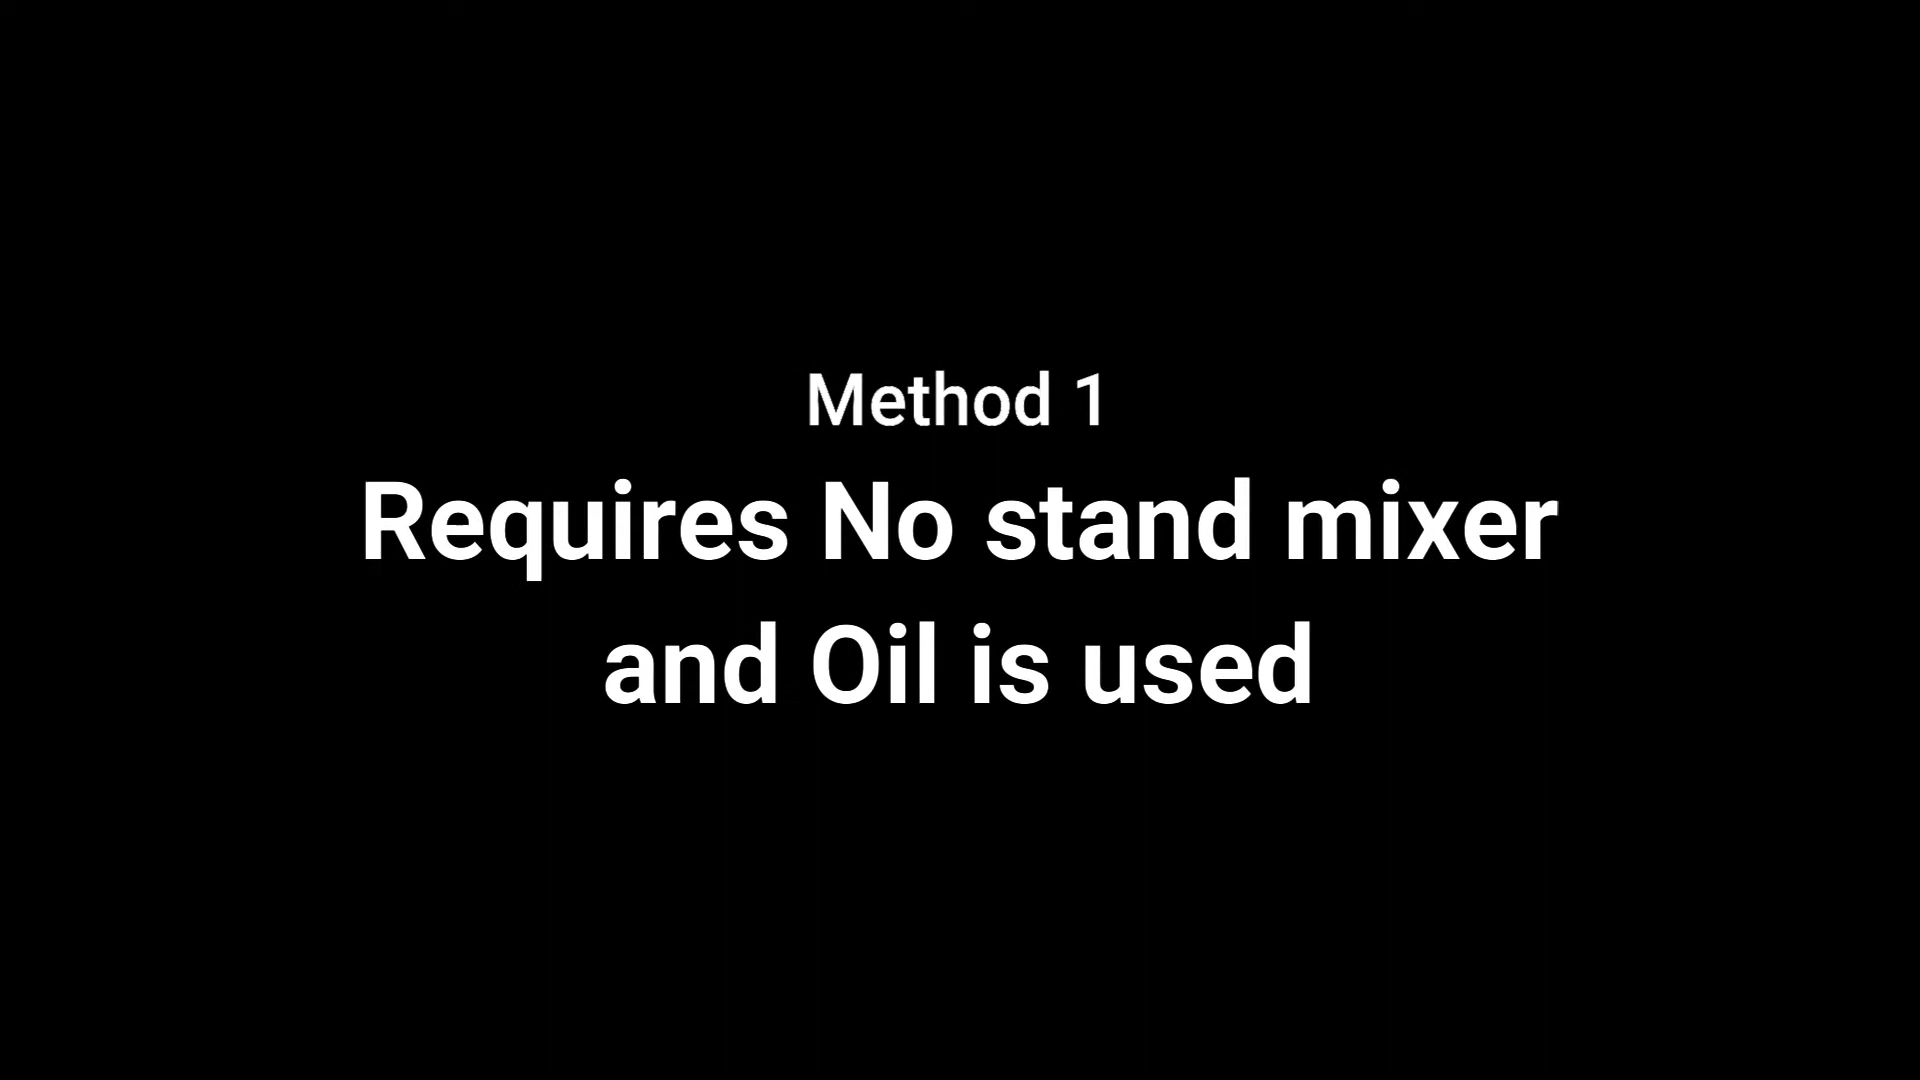 Method 1
Requires No stand mixer
and Oil is used